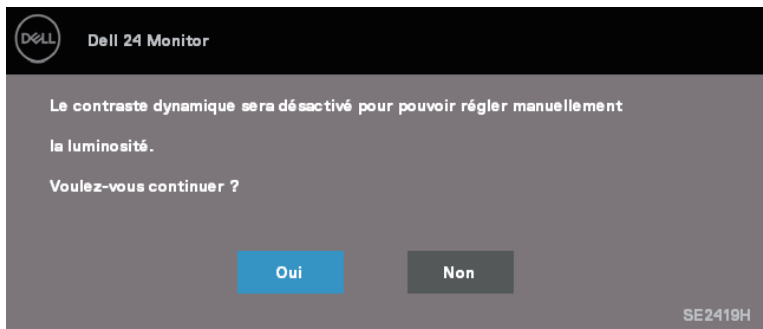 DELL
Dell 24 Monitor
Le contraste dynamique sera désactivé pour pouvoir régler manuellement
la luminosité.
Voulez-vous continuer ?
Oui
Non
SE2419H